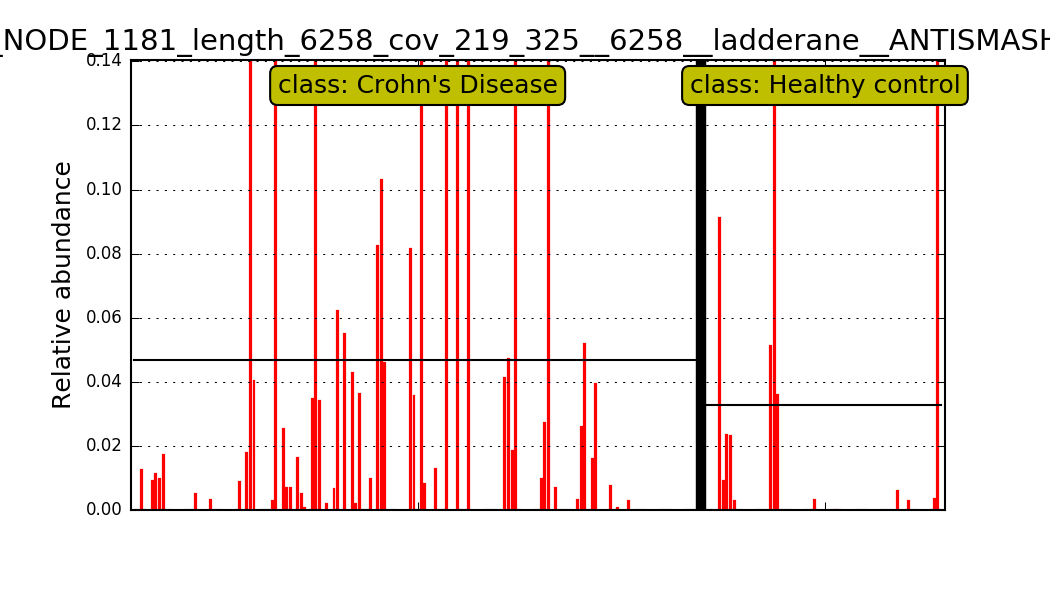 _NODE_1181_length_6258_cov_219_325__6258__ladderane__ANTISMASH
class: Crohn's Disease
class: Healthy control
Relative abundance
0.14
0.12
0.10
0.08
0.06
0.04
0.02
0.00